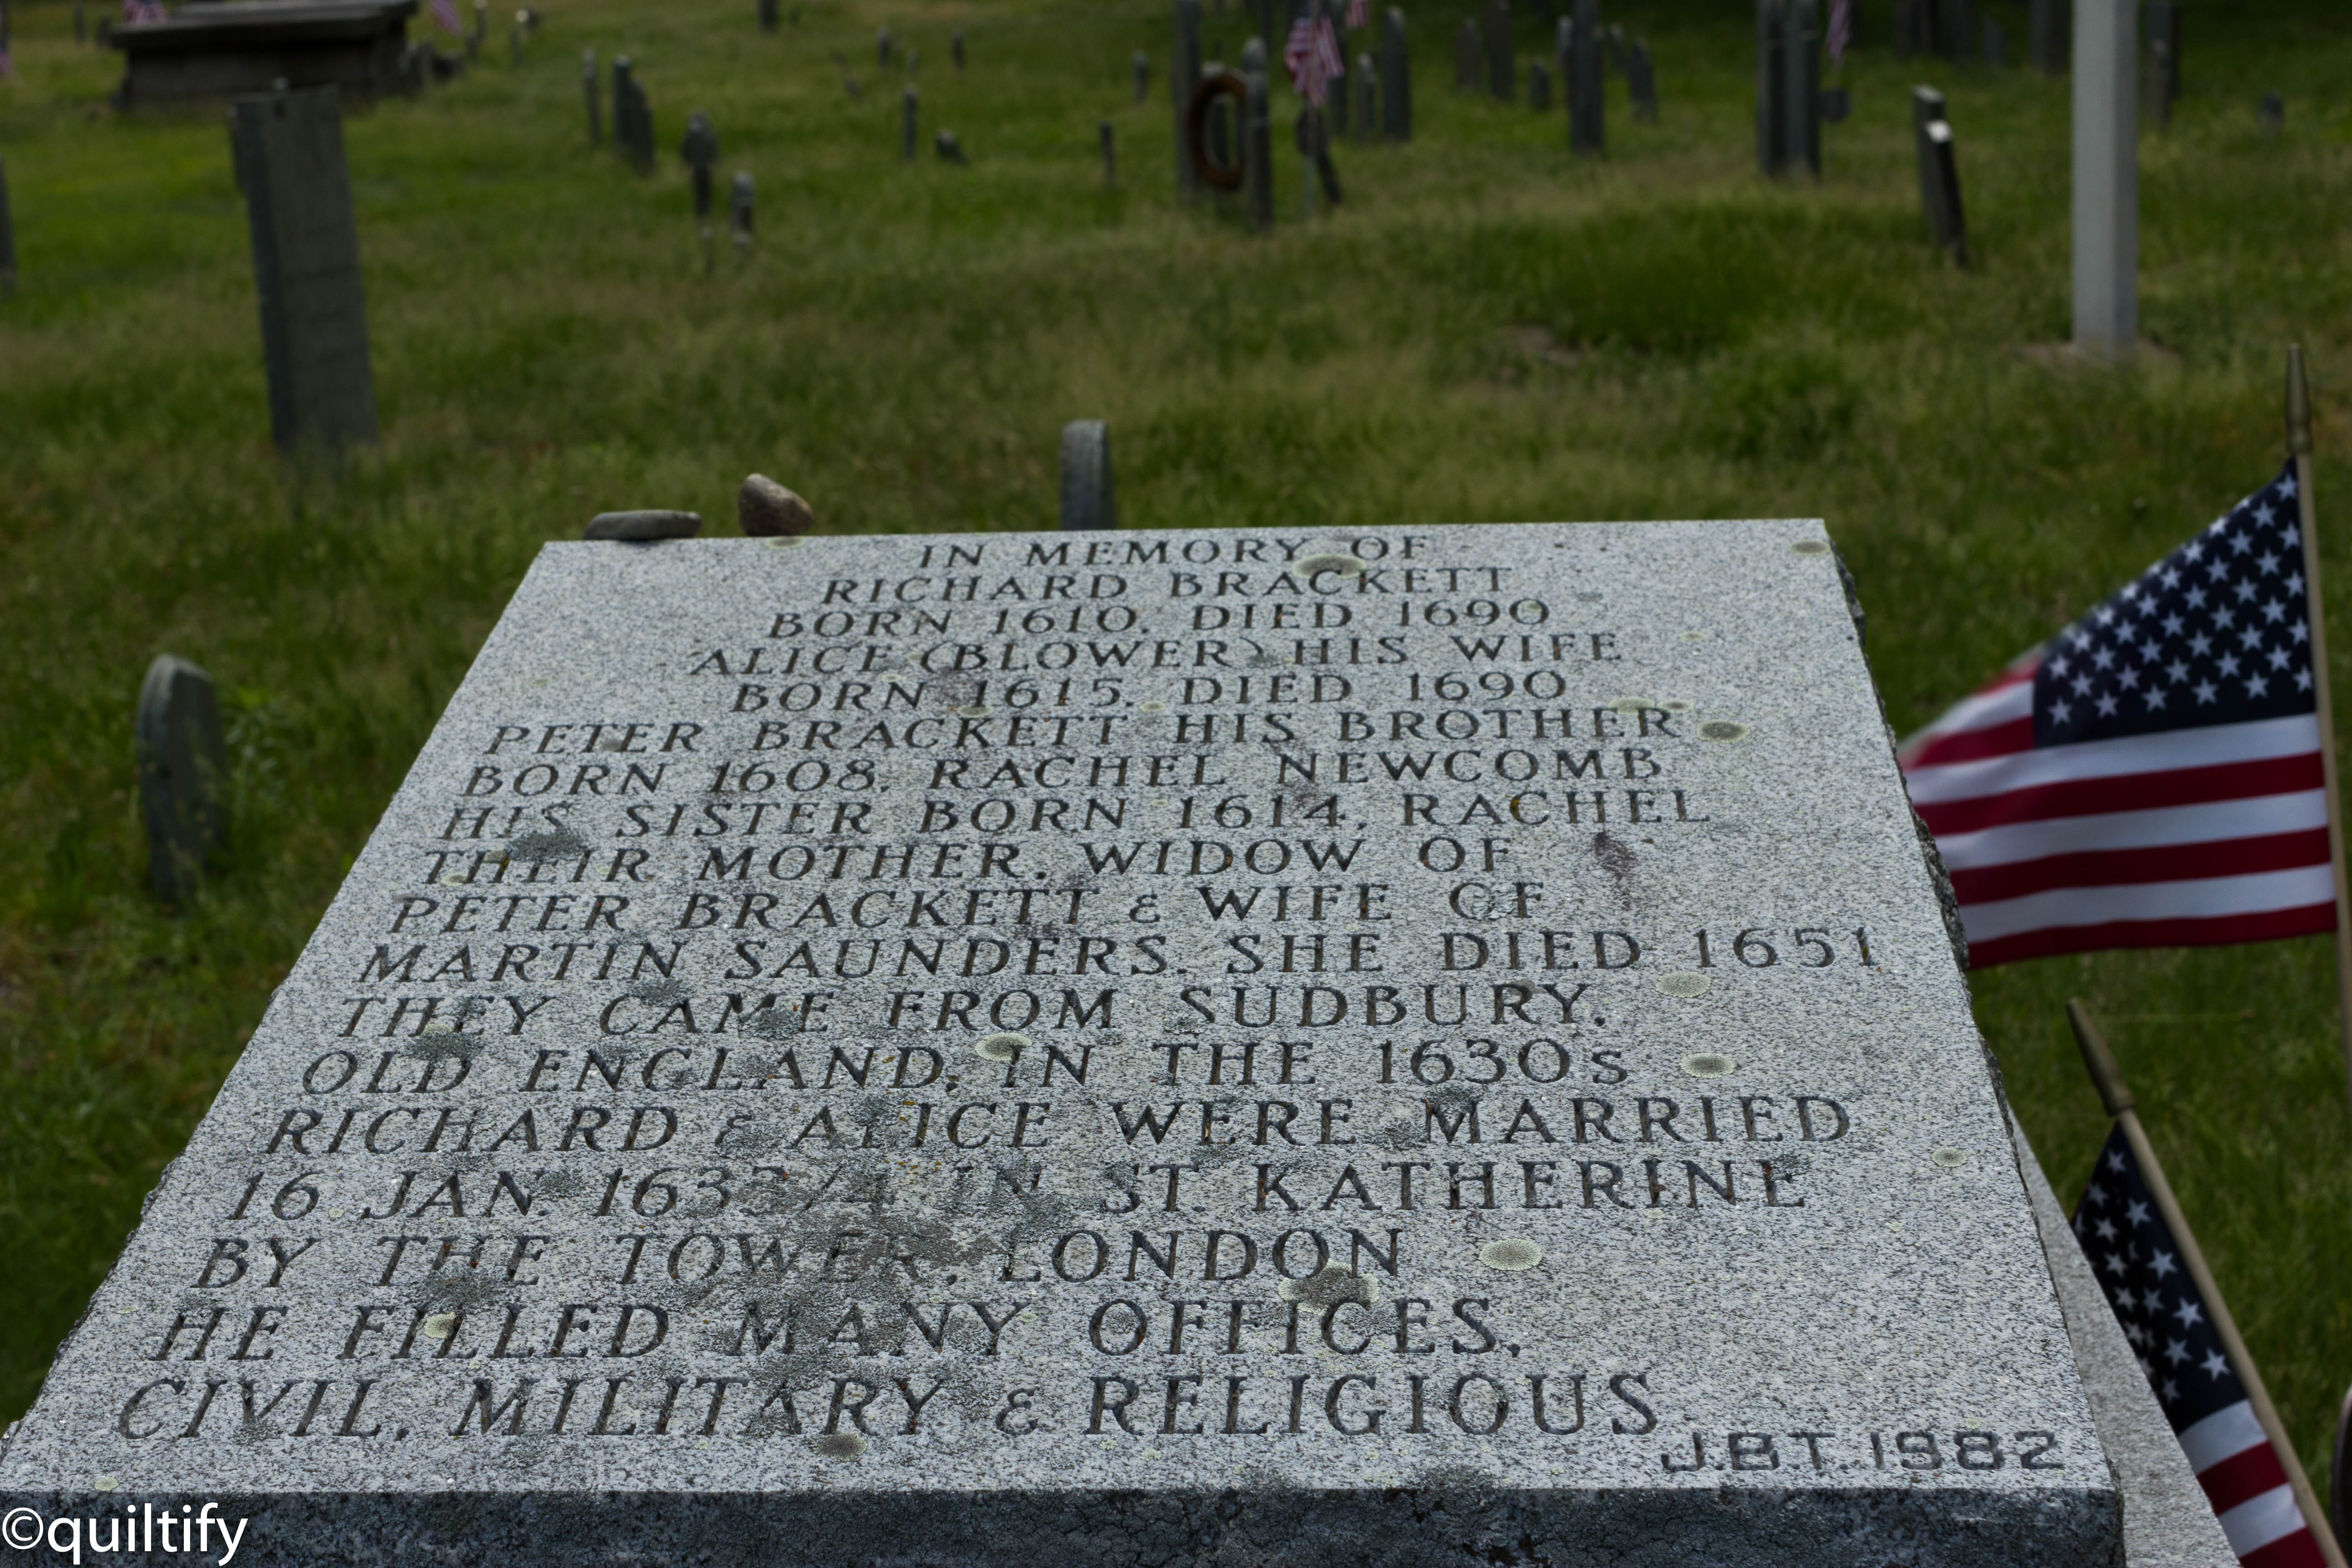 IN MEMORY OF
RICHARD BRACKETT
BORN 1610, DIED 1690
ALICE (BLOWER) HIS WIFE
BORN 1615, DIED 1690
PETER BRACKETT HIS BROTHER
BORN 1608, RACHEL NEWCOMB
HIS SISTER BORN 1614, RACHEL
THEIR MOTHER, WIDOW OF
PETER BRACKETT & WIFE OF
MARTIN SAUNDERS. SHE DIED 1651
THEY CAME FROM SUDBURY,
OLD ENGLAND, IN THE 1630s
RICHARD & ALICE WERE MARRIED
16 JAN. 1633/4 IN ST. KATHERINE
BY THE TOWER, LONDON
HE FILLED MANY OFFICES,
CIVIL, MILITARY & RELIGIOUS
J.B.T. 1982
©quiltify